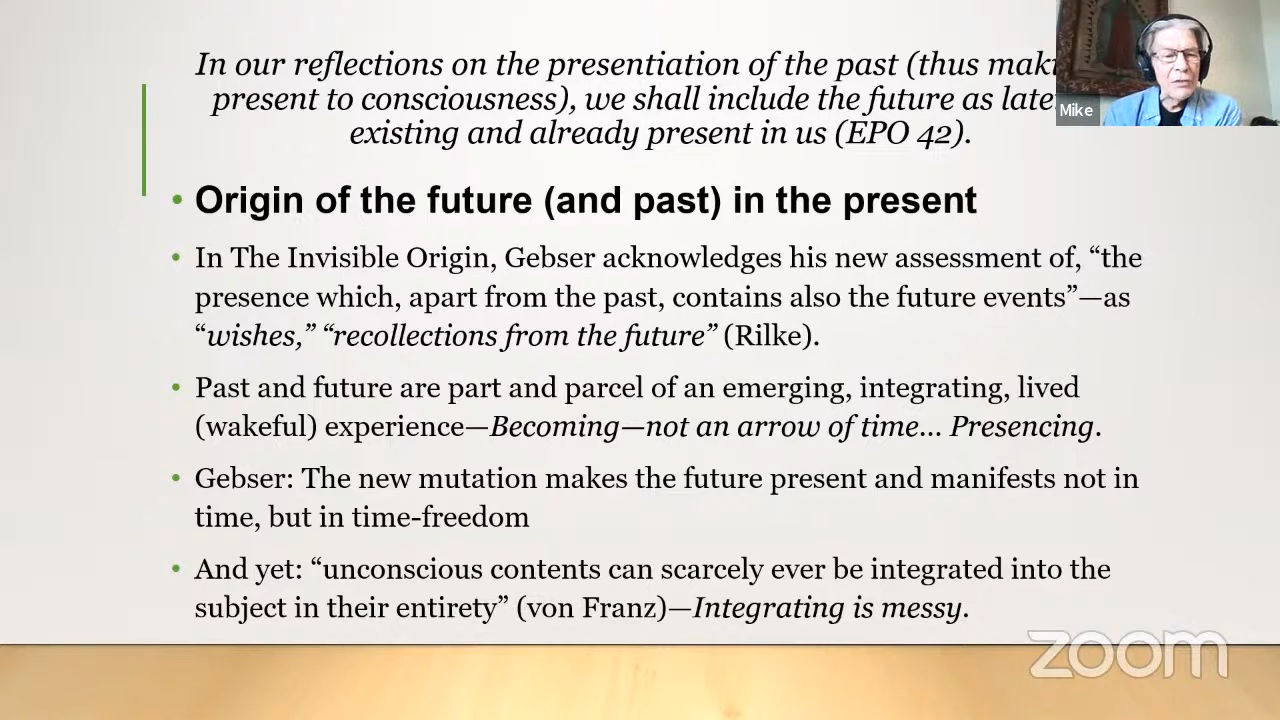 In our reflections on the presentiation of the past (thus
present to consciousness), we shall include the future as
existing and already present in us (EPO 42).
Mike
• Origin of the future (and past) in the present
• In The Invisible Origin, Gebser acknowledges his new assessment of, “the
presence which, apart from the past, contains also the future events”—as
“wishes,” “recollections from the future” (Rilke).
• Past and future are part and parcel of an emerging, integrating, lived
(wakeful) experience—Becoming—not an arrow of time… Presencing.
• Gebser: The new mutation makes the future present and manifests not in
time, but in time-freedom
• And yet: “unconscious contents can scarcely ever be integrated into the
subject in their entirety” (von Franz)—Integrating is messy.
zoom